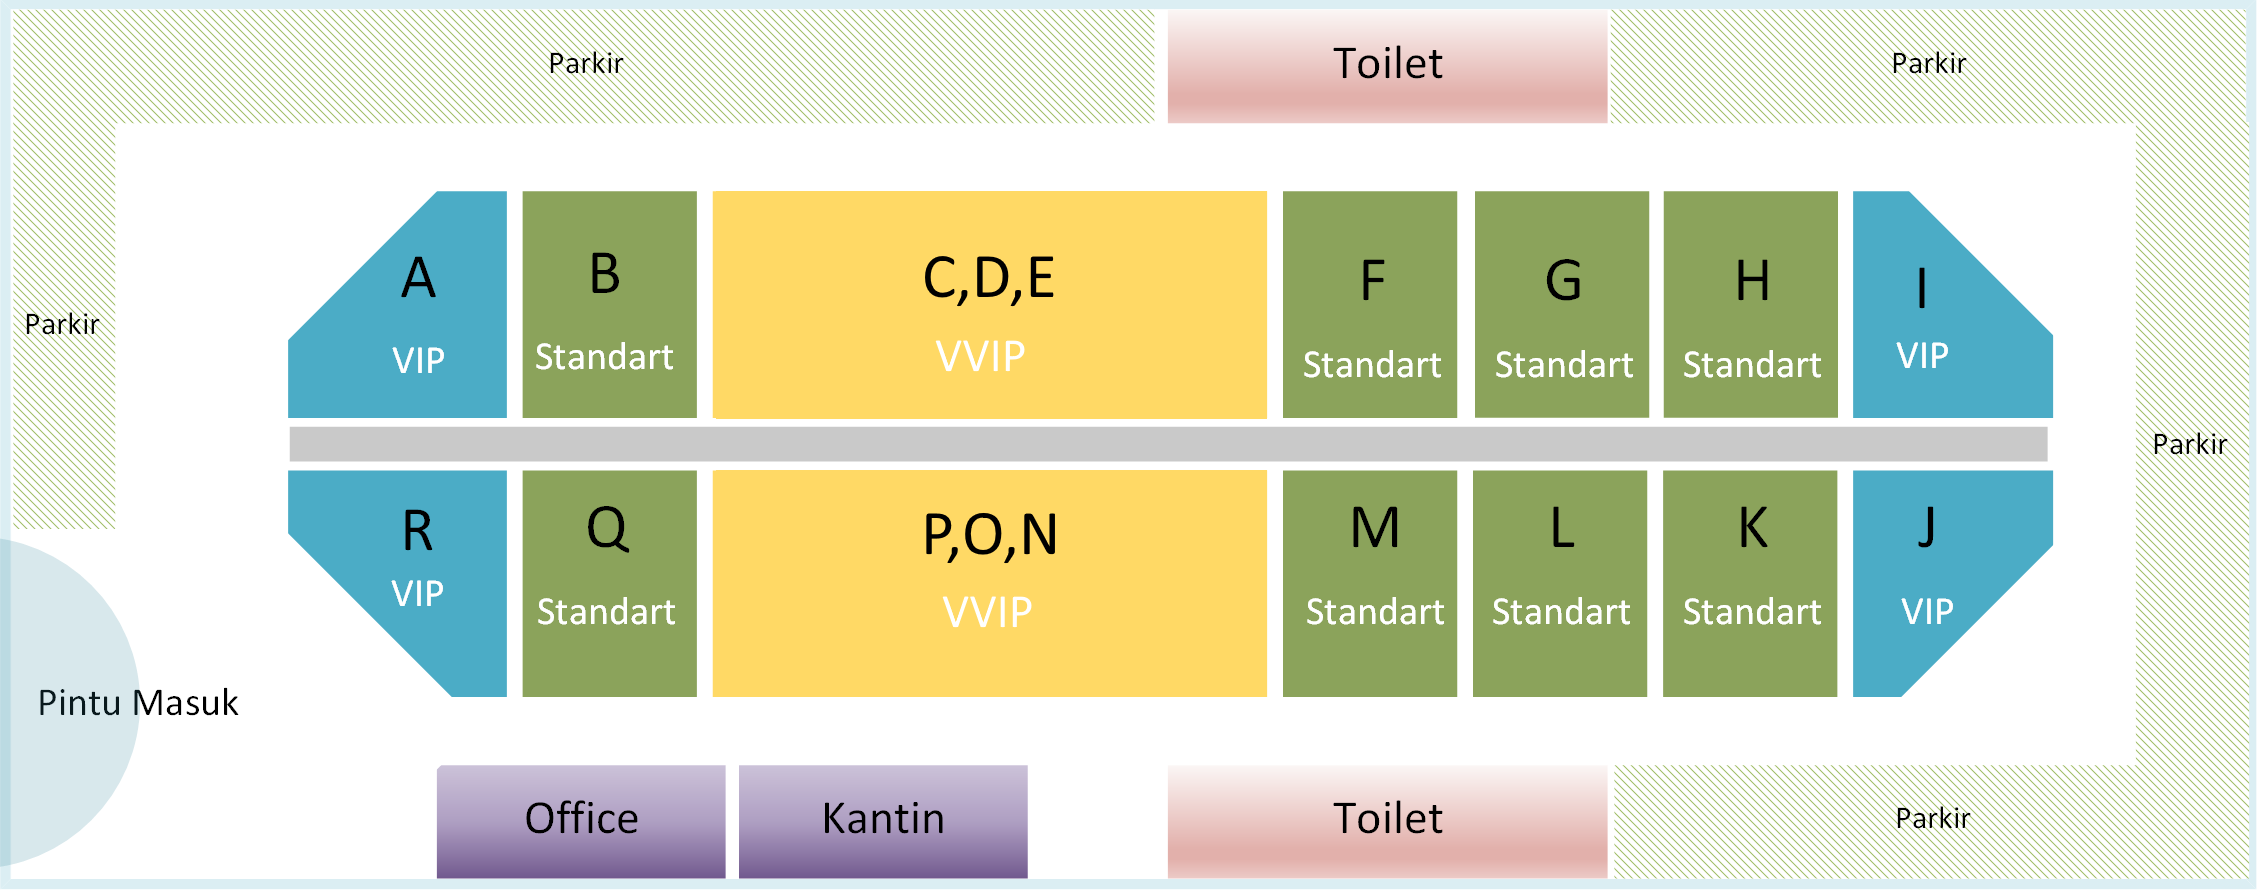 Parkir
Toilet
Parkir
Parkir
A
VIP
B
Standart
C,D,E
VVIP
F
Standart
G
Standart
H
Standart
I
VIP
Parkir
R
VIP
Q
Standart
P,O,N
VVIP
M
Standart
L
Standart
K
Standart
J
VIP
Pintu Masuk
Office
Kantin
Toilet
Parkir